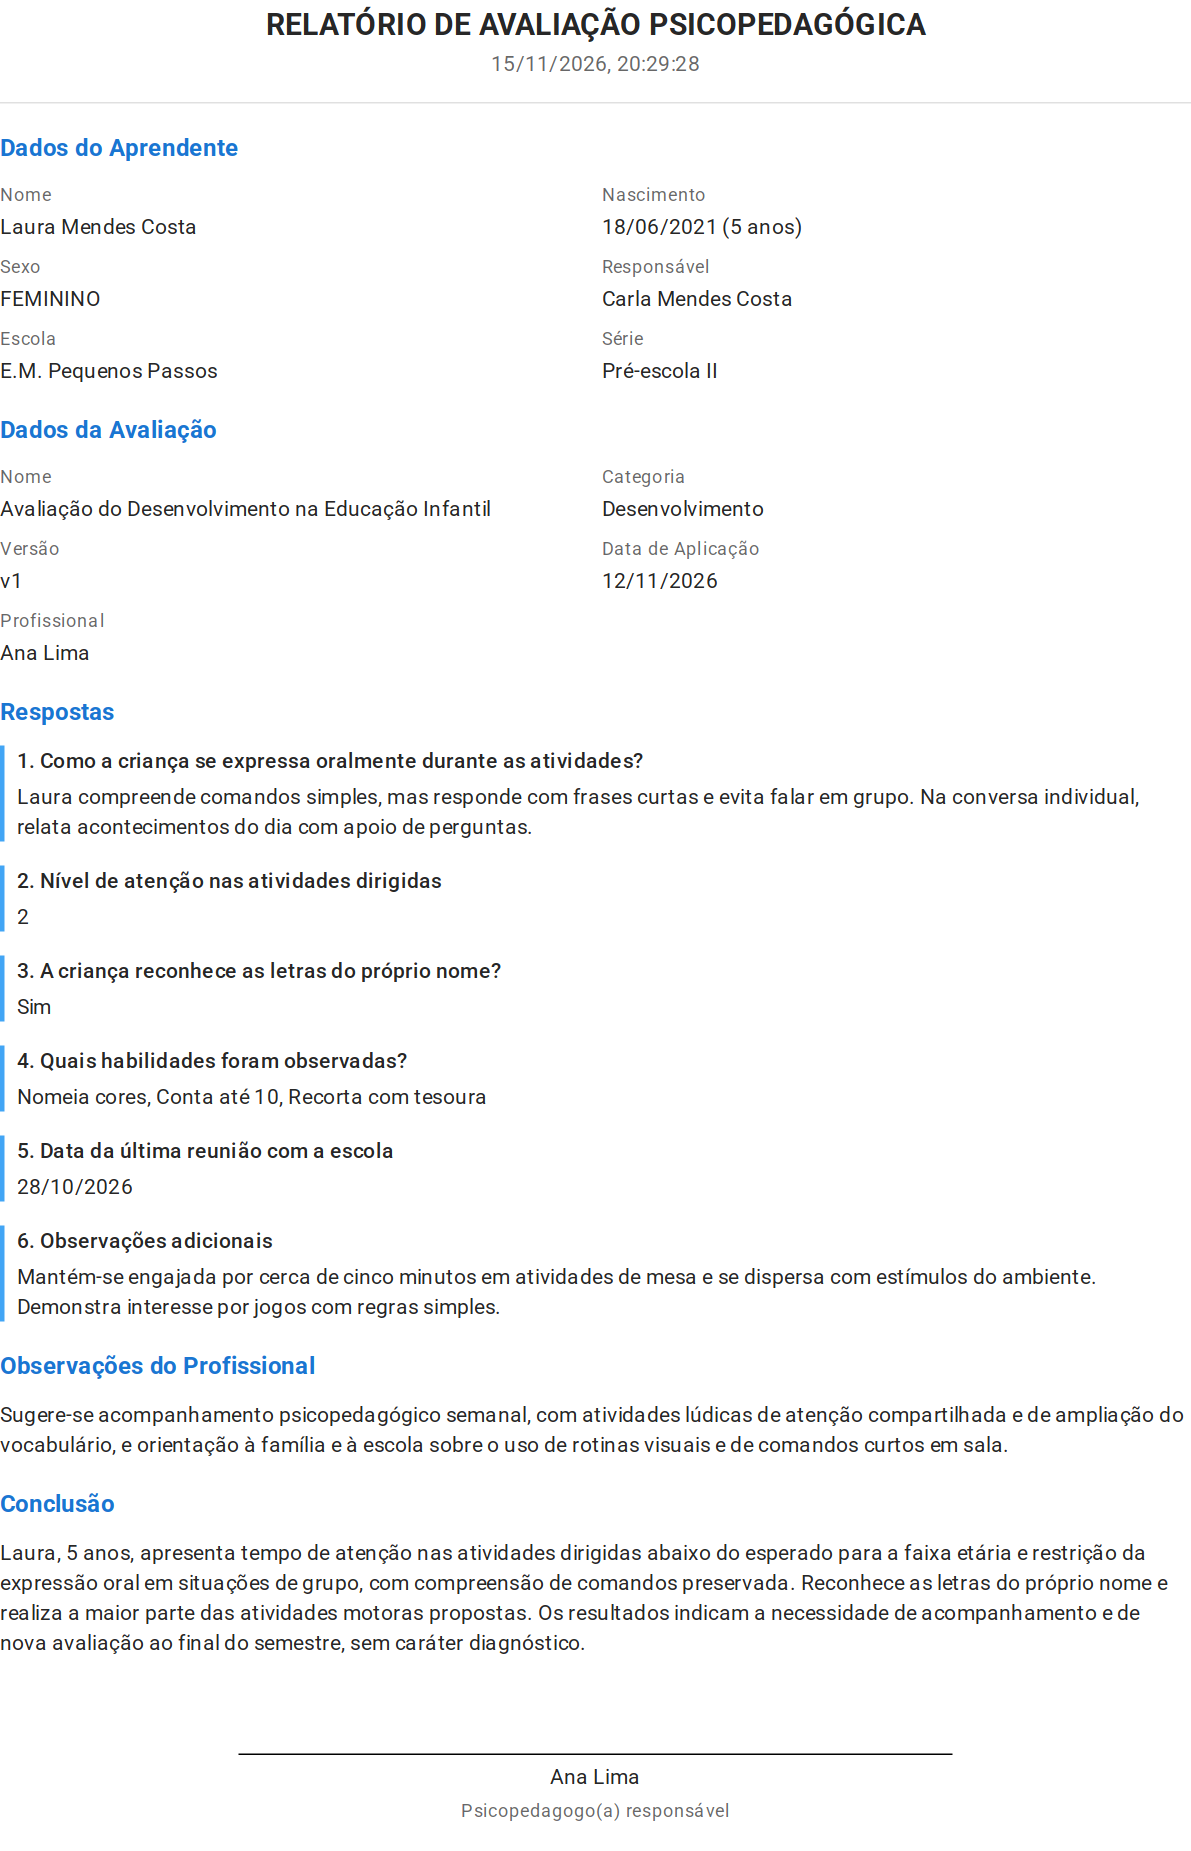 RELATÓRIO DE AVALIAÇÃO PSICOPEDAGÓGICA
15/11/2026, 20:29:28
Dados do Aprendente
Nome
Laura Mendes Costa
Nascimento
18/06/2021 (5 anos)
Sexo
FEMININO
Responsável
Carla Mendes Costa
Escola
E.M. Pequenos Passos
Série
Pré-escola II
Dados da Avaliação
Nome
Avaliação do Desenvolvimento na Educação Infantil
Categoria
Desenvolvimento
Versão
v1
Data de Aplicação
12/11/2026
Profissional
Ana Lima
Respostas
1. Como a criança se expressa oralmente durante as atividades?
Laura compreende comandos simples, mas responde com frases curtas e evita falar em grupo. Na conversa individual,
relata acontecimentos do dia com apoio de perguntas.
2. Nível de atenção nas atividades dirigidas
2
3. A criança reconhece as letras do próprio nome?
Sim
4. Quais habilidades foram observadas?
Nomeia cores, Conta até 10, Recorta com tesoura
5. Data da última reunião com a escola
28/10/2026
6. Observações adicionais
Mantém-se engajada por cerca de cinco minutos em atividades de mesa e se dispersa com estímulos do ambiente.
Demonstra interesse por jogos com regras simples.
Observações do Profissional
Sugere-se acompanhamento psicopedagógico semanal, com atividades lúdicas de atenção compartilhada e de ampliação do
vocabulário, e orientação à família e à escola sobre o uso de rotinas visuais e de comandos curtos em sala.
Conclusão
Laura, 5 anos, apresenta tempo de atenção nas atividades dirigidas abaixo do esperado para a faixa etária e restrição da
expressão oral em situações de grupo, com compreensão de comandos preservada. Reconhece as letras do próprio nome e
realiza a maior parte das atividades motoras propostas. Os resultados indicam a necessidade de acompanhamento e de
nova avaliação ao final do semestre, sem caráter diagnóstico.
Ana Lima
Psicopedagogo(a) responsável